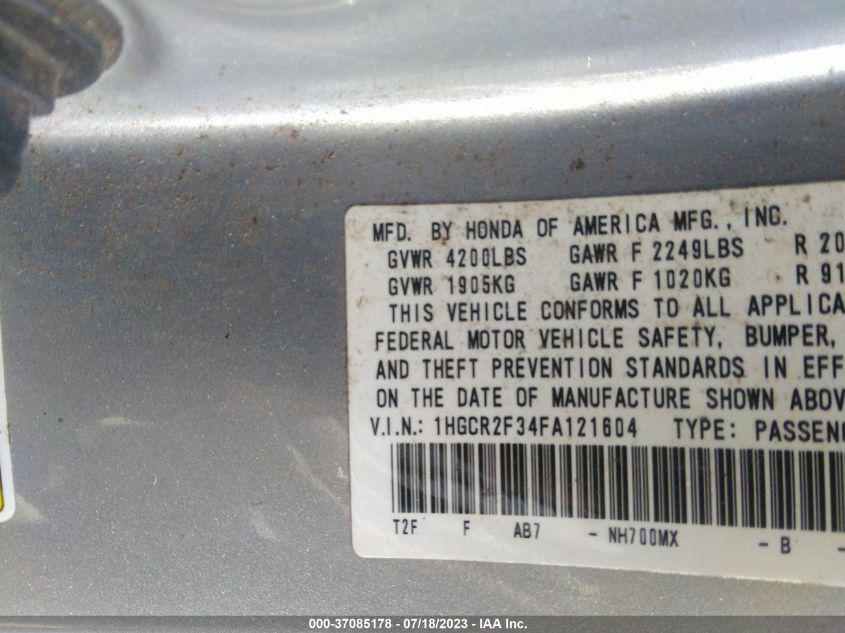 MFD. BY HONDA OF AMERICA MFG., INC.
GVWR 4200LBS GAWR F 2249LBS R 20
GVWR 1905KG GAWR F 1020KG R 91
THIS VEHICLE CONFORMS TO ALL APPLICA
FEDERAL MOTOR VEHICLE SAFETY, BUMPER,
AND THEFT PREVENTION STANDARDS IN EFF
ON THE DATE OF MANUFACTURE SHOWN ABOV
V.I.N.: 1HGCR2F34FA121604 TYPE: PASSEN
T2F F AB7 - NH700MX - B -
000-37085178 - 07/18/2023 - IAA Inc.